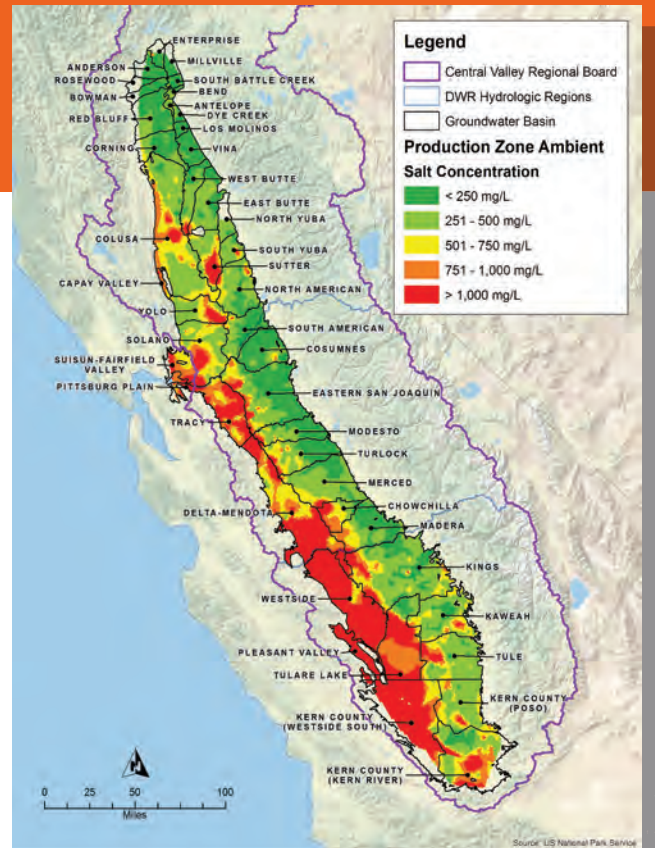 ENTERPRISE
MILLVILLE
ANDERSON
ROSEWOOD
SOUTH BATTLE CREEK
BEND
BOWMAN
ANTELOPE
DYE CREEK
RED BLUFF
LOS MOLINOS
CORNING
VINA
WEST BUTTE
EAST BUTTE
NORTH YUBA
COLUSA
SOUTH YUBA
SUTTER
CAPAY VALLEY
NORTH AMERICAN
YOLO
SOUTH AMERICAN
SOLANO
COSUMNES
SUISUN-FAIRFIELD
VALLEY
PITTSBURG PLAIN
EASTERN SAN JOAQUIN
TRACY
MODESTO
TURLOCK
MERCED
DELTA-MENDOTA
CHOWCHILLA
MADERA
KINGS
WESTSIDE
KAWEAH
PLEASANT VALLEY
TULE
TULARE LAKE
KERN COUNTY
(POSO)
KERN COUNTY
(WESTSIDE SOUTH)
KERN COUNTY
(KERN RIVER)
Legend
Central Valley Regional Board
DWR Hydrologic Regions
Groundwater Basin
Production Zone Ambient
Salt Concentration
< 250 mg/L
251 - 500 mg/L
501 - 750 mg/L
751 - 1,000 mg/L
> 1,000 mg/L
0 25 50 100
Miles
Source: US National Park Service